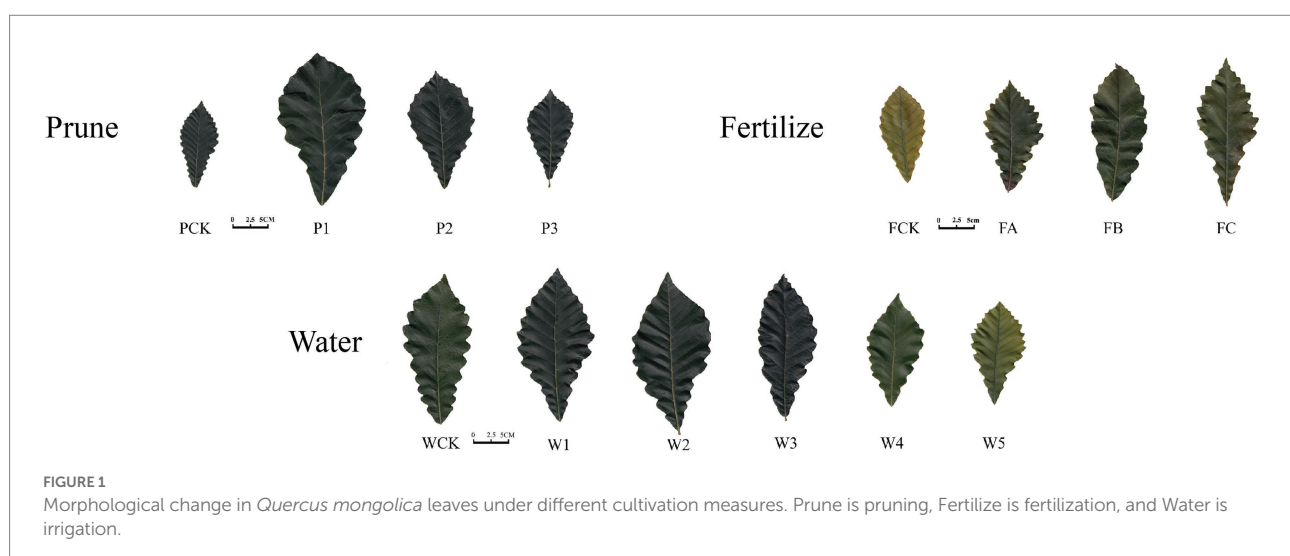 Prune
Fertilize
PCK
0 2.5 5CM
P1
P2
P3
FCK
0 2.5 5cm
FA
FB
FC
Water
WCK
0 2.5 5CM
W1
W2
W3
W4
W5
FIGURE 1
Morphological change in Quercus mongolica leaves under different cultivation measures. Prune is pruning, Fertilize is fertilization, and Water is
irrigation.